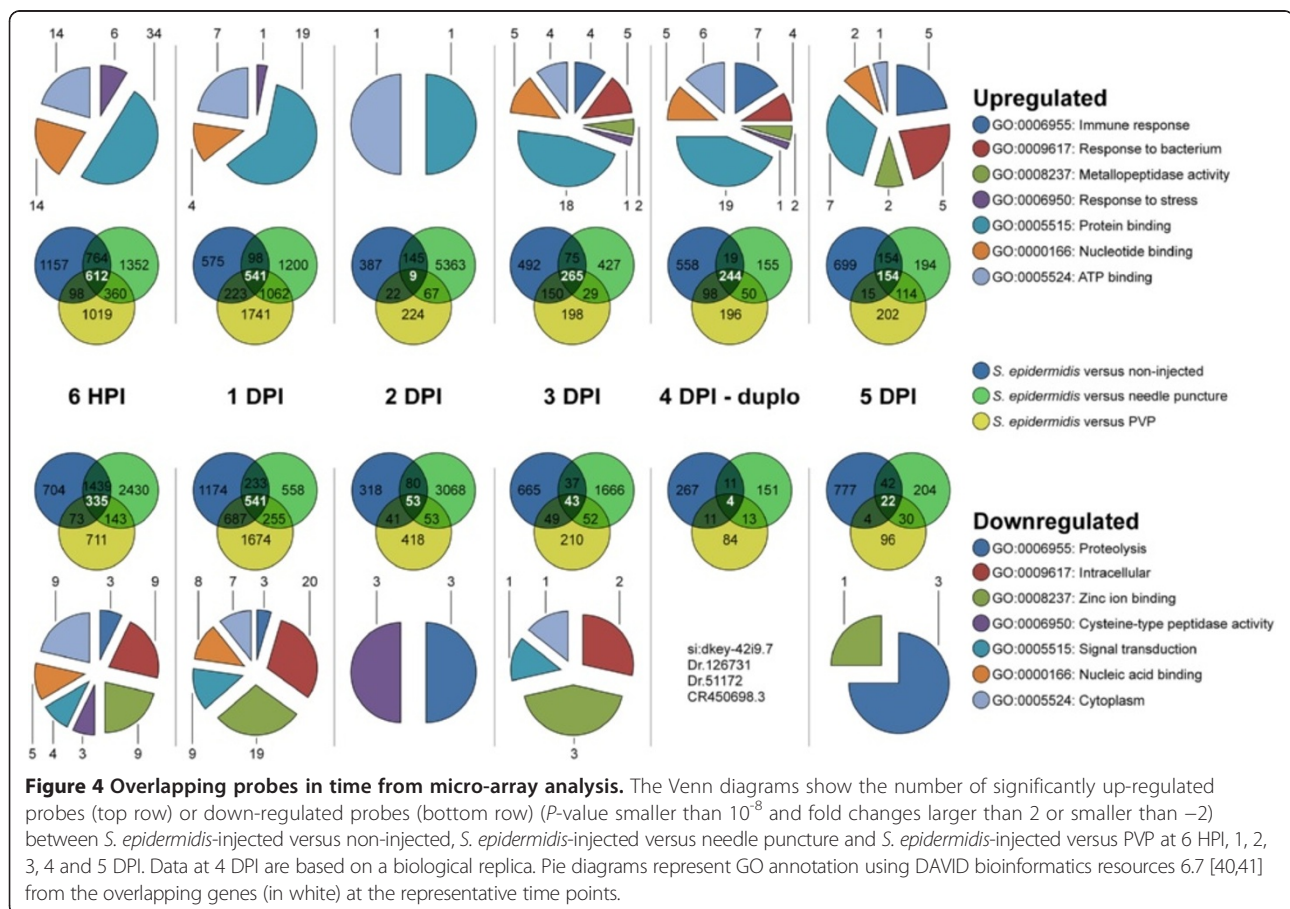 14 6 34 7 1 19 1 1 5 4 4 5 5 6 7 4 2 1 5
Upregulated
GO:0006955: Immune response
GO:0009617: Response to bacterium
GO:0008237: Metallopeptidase activity
GO:0006950: Response to stress
GO:0005515: Protein binding
GO:0000166: Nucleotide binding
GO:0005524: ATP binding
14 4 18 1 2 19 1 2 7 2 5
764 98 145 75 19 154
1157 1352 575 1200 387 5363 492 427 558 155 699 194
612 541 9 265 244 154
98 360 223 1062 22 67 150 29 98 50 15 114
1019 1741 224 198 196 202
S. epidermidis versus non-injected
S. epidermidis versus needle puncture
S. epidermidis versus PVP
6 HPI 1 DPI 2 DPI 3 DPI 4 DPI - duplo 5 DPI
1439 233 80 37 11 42
704 2430 1174 558 318 3068 665 1666 267 151 777 204
335 541 53 43 4 22
73 143 687 255 41 53 49 52 11 13 4 30
711 1674 418 210 84 96
Downregulated
GO:0006955: Proteolysis
GO:0009617: Intracellular
GO:0008237: Zinc ion binding
GO:0006950: Cysteine-type peptidase activity
GO:0005515: Signal transduction
GO:0000166: Nucleic acid binding
GO:0005524: Cytoplasm
9 3 9 8 7 3 20 3 3 1 1 2 1 3
si:dkey-42i9.7
Dr.126731
Dr.51172
CR450698.3
5 4 3 9 9 19 3
Figure 4 Overlapping probes in time from micro-array analysis. The Venn diagrams show the number of significantly up-regulated
probes (top row) or down-regulated probes (bottom row) (P-value smaller than 10⁻⁸ and fold changes larger than 2 or smaller than −2)
between S. epidermidis-injected versus non-injected, S. epidermidis-injected versus needle puncture and S. epidermidis-injected versus PVP at 6 HPI, 1, 2,
3, 4 and 5 DPI. Data at 4 DPI are based on a biological replica. Pie diagrams represent GO annotation using DAVID bioinformatics resources 6.7 [40,41]
from the overlapping genes (in white) at the representative time points.